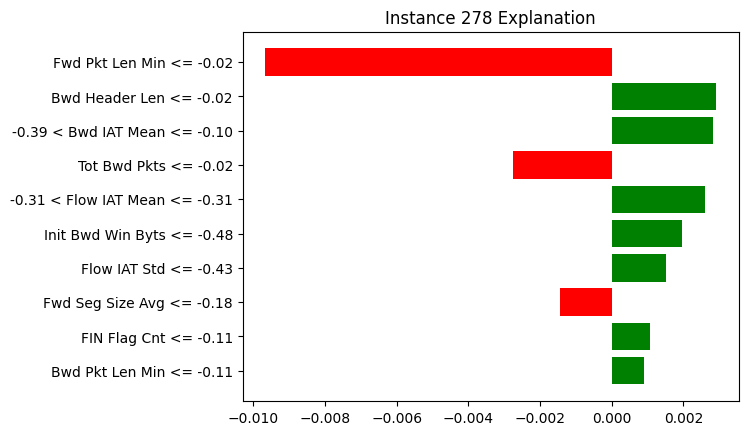 Instance 278 Explanation
Fwd Pkt Len Min <= -0.02
Bwd Header Len <= -0.02
-0.39 < Bwd IAT Mean <= -0.10
Tot Bwd Pkts <= -0.02
-0.31 < Flow IAT Mean <= -0.31
Init Bwd Win Byts <= -0.48
Flow IAT Std <= -0.43
Fwd Seg Size Avg <= -0.18
FIN Flag Cnt <= -0.11
Bwd Pkt Len Min <= -0.11
−0.010 −0.008 −0.006 −0.004 −0.002 0.000 0.002